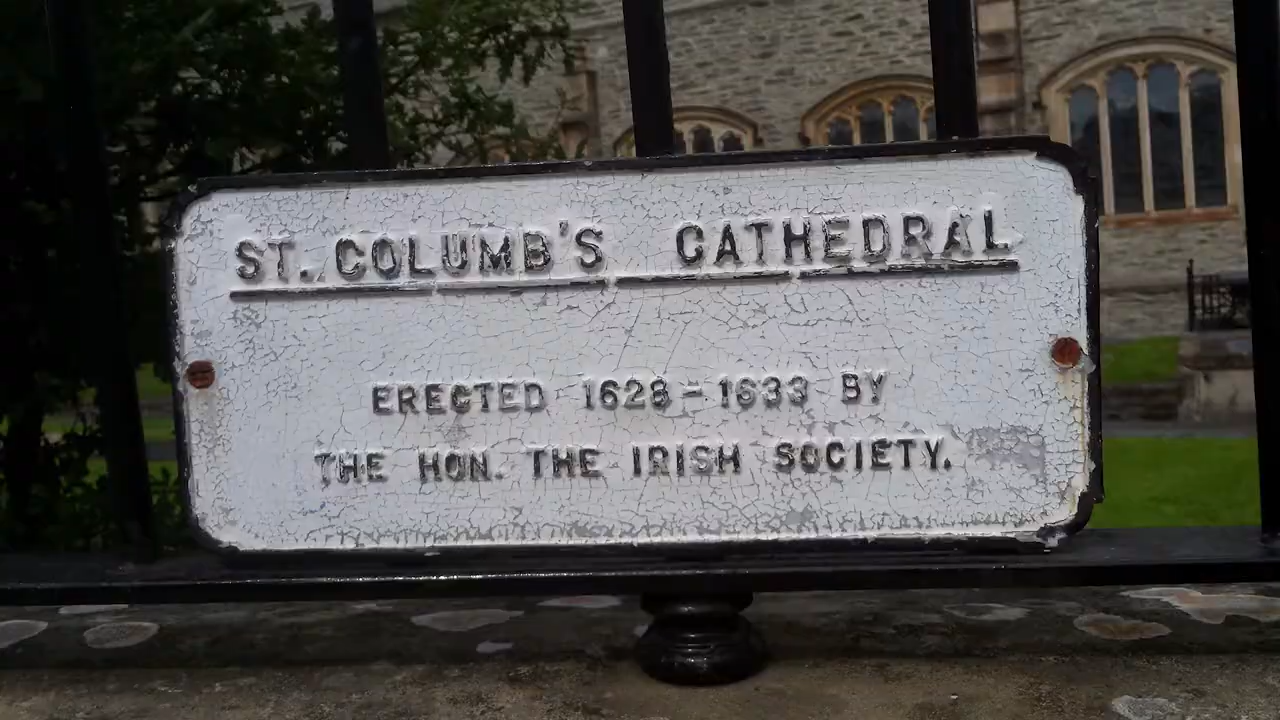 ST. COLUMB'S CATHEDRAL
ERECTED 1628-1633 BY
THE HON. THE IRISH SOCIETY.